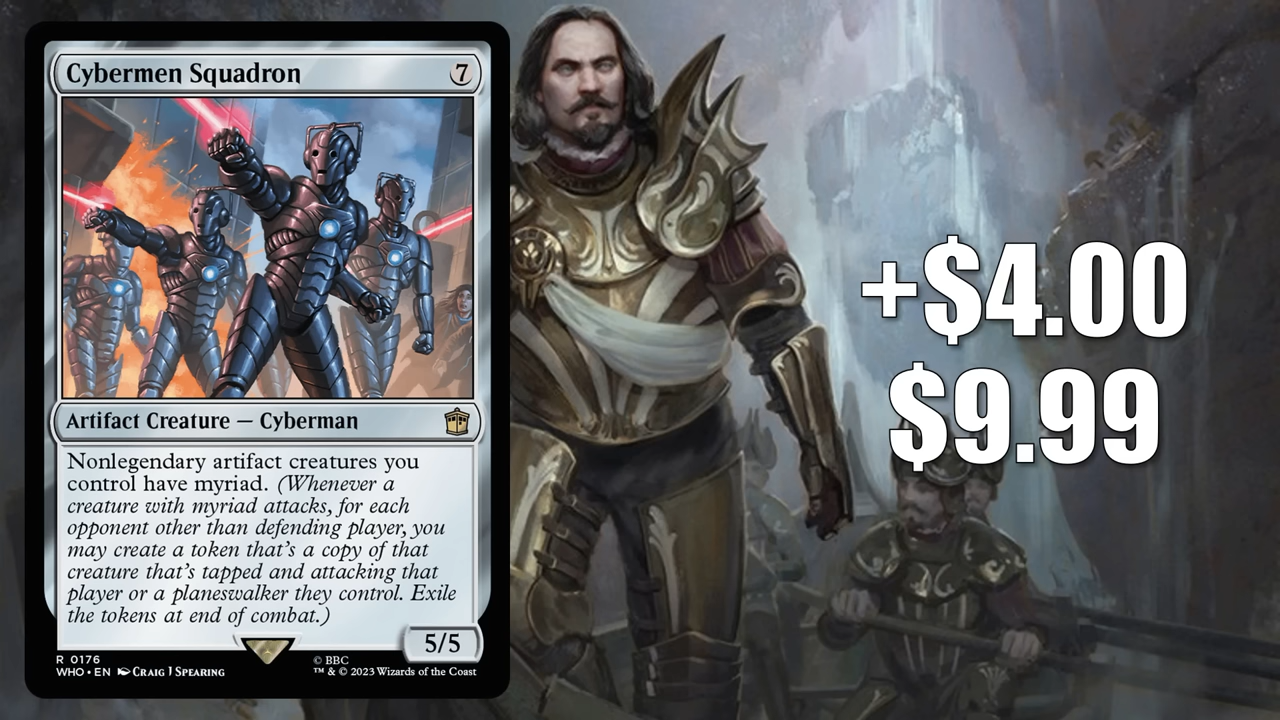 Cybermen Squadron 7
Artifact Creature — Cyberman
Nonlegendary artifact creatures you
control have myriad. (Whenever a
creature with myriad attacks, for each
opponent other than defending player, you
may create a token that's a copy of that
creature that's tapped and attacking that
player or a planeswalker they control. Exile
the tokens at end of combat.)
5/5
R 0176
WHO • EN Craig J Spearing
© BBC
™ & © 2023 Wizards of the Coast
+$4.00
$9.99